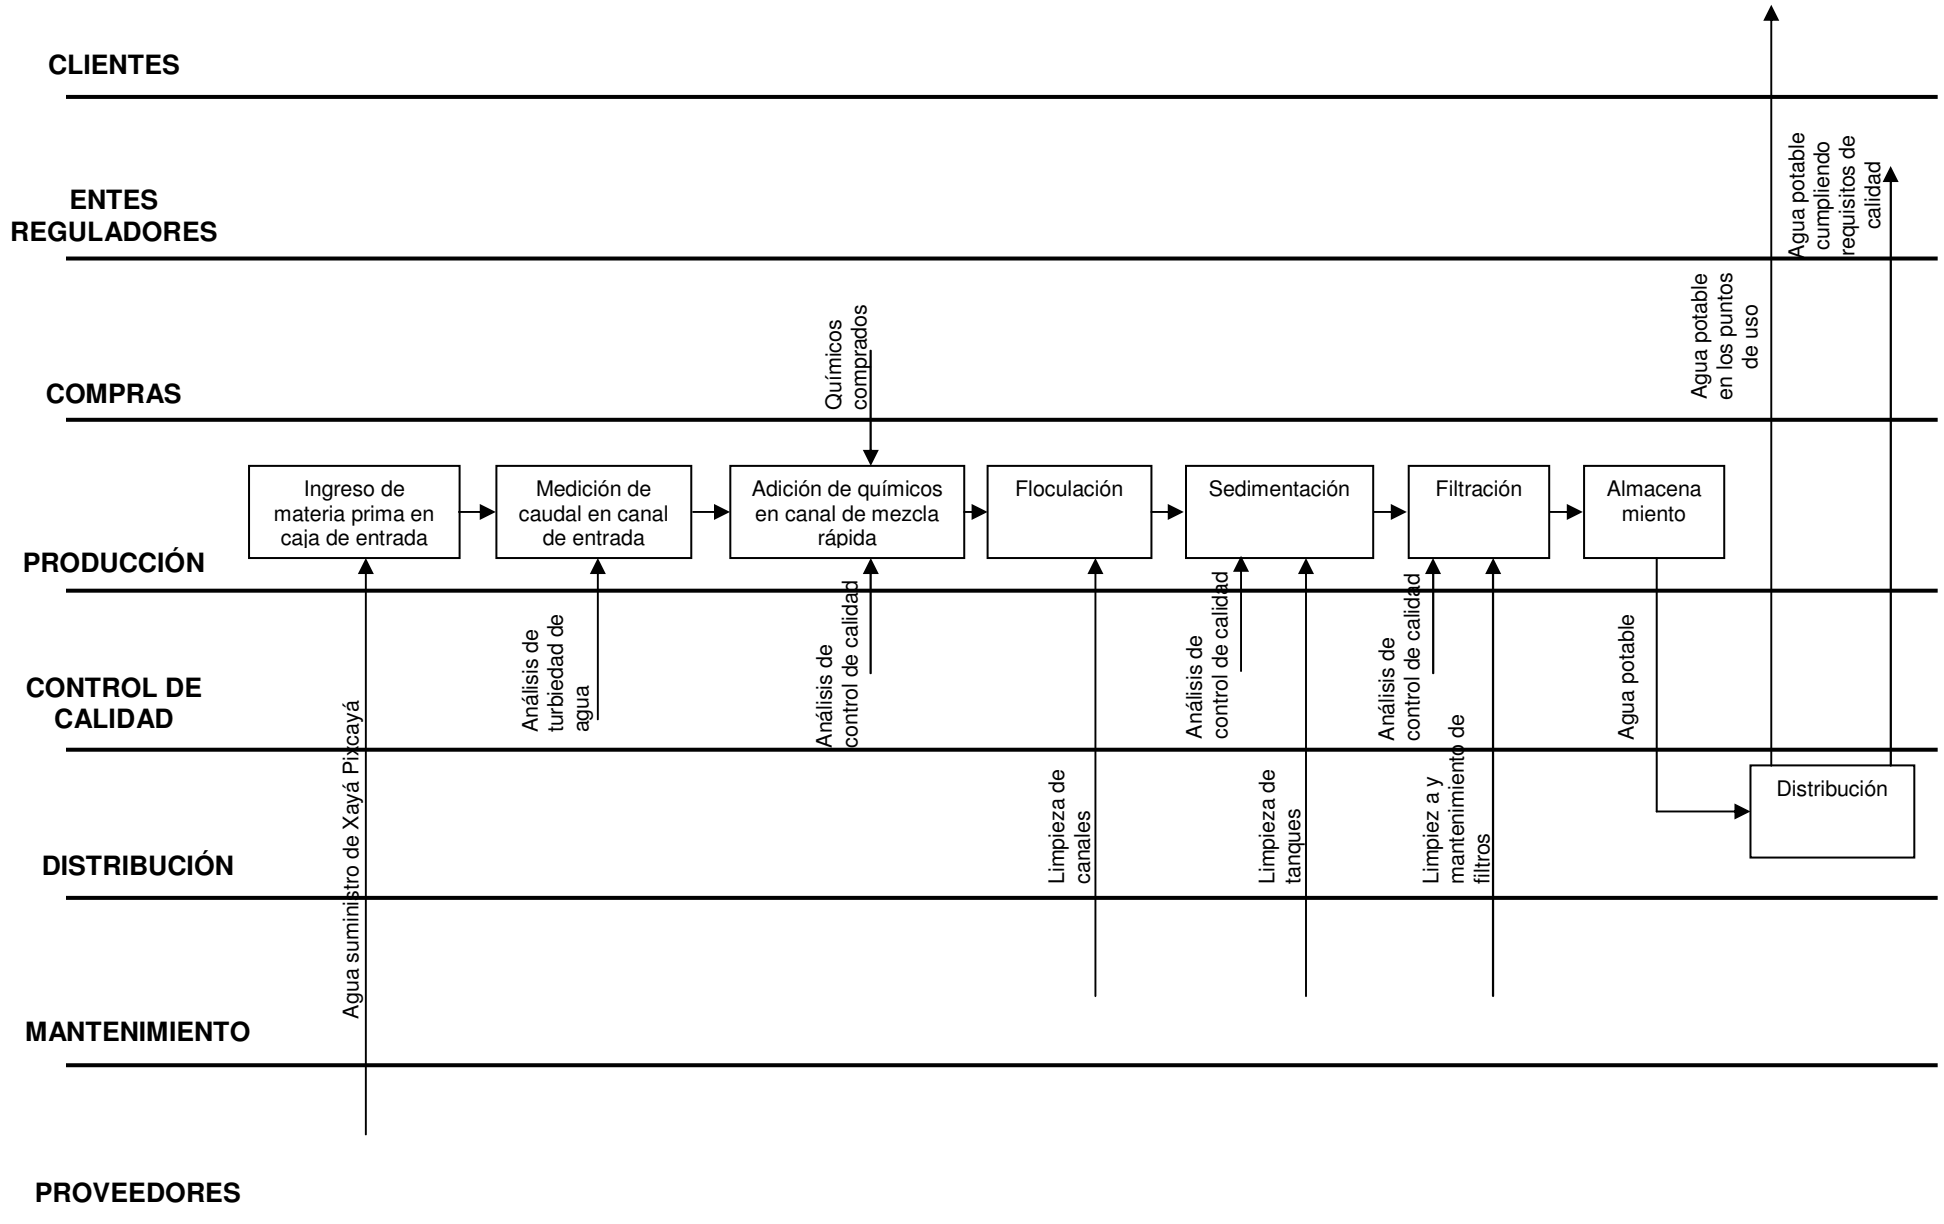 CLIENTES
ENTES
REGULADORES
Agua potable
cumpliendo
requisitos de
calidad
COMPRAS
Químicos
comprados
Agua potable
en los puntos
de uso
PRODUCCIÓN
Ingreso de
materia prima en
caja de entrada
Medición de
caudal en canal
de entrada
Adición de químicos
en canal de mezcla
rápida
Floculación
Sedimentación
Filtración
Almacena
miento
CONTROL DE
CALIDAD
Análisis de
turbiedad de
agua
Análisis de
control de calidad
Análisis de
control de calidad
Análisis de
control de calidad
Agua potable
DISTRIBUCIÓN
Agua suministro de Xayá Pixcayá
Limpieza de
canales
Limpieza de
tanques
Limpiez a y
mantenimiento de
filtros
Distribución
MANTENIMIENTO
PROVEEDORES